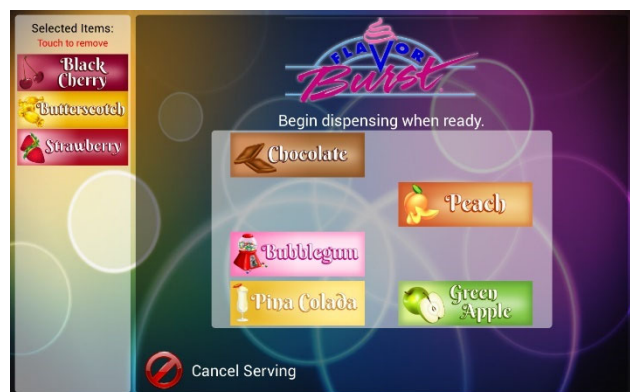 Selected Items:
Touch to remove
Black
Cherry
Butterscotch
Strawberry
FLAVOR
Burst
Begin dispensing when ready.
Chocolate
Peach
Bubblegum
Pina Colada
Green
Apple
Cancel Serving